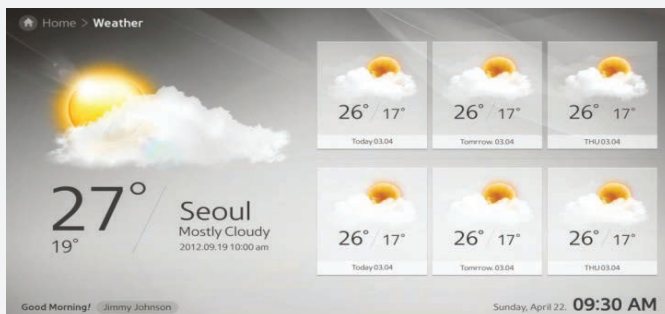 Home > Weather
27°
19°
Seoul
Mostly Cloudy
2012.09.19 10:00 am
26° / 17°
Today 03.04
26° / 17°
Tomrrow. 03.04
26° / 17°
THU 03.04
26° / 17°
Today 03.04
26° / 17°
Tomrrow. 03.04
26° / 17°
THU 03.04
Good Morning! Jimmy Johnson
Sunday, April 22. 09:30 AM